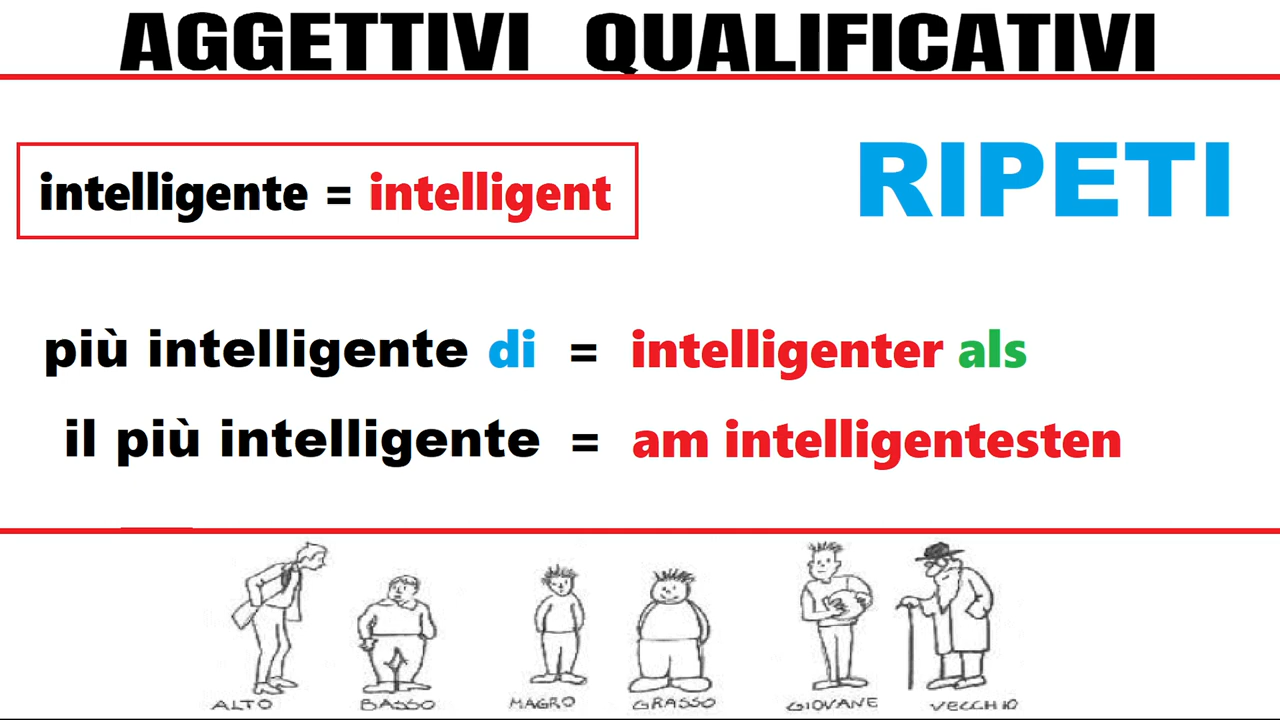 AGGETTIVI QUALIFICATIVI
intelligente = intelligent
RIPETI
più intelligente di = intelligenter als
il più intelligente = am intelligentesten
ALTO BASSO MAGRO GRASSO GIOVANE VECCHIO